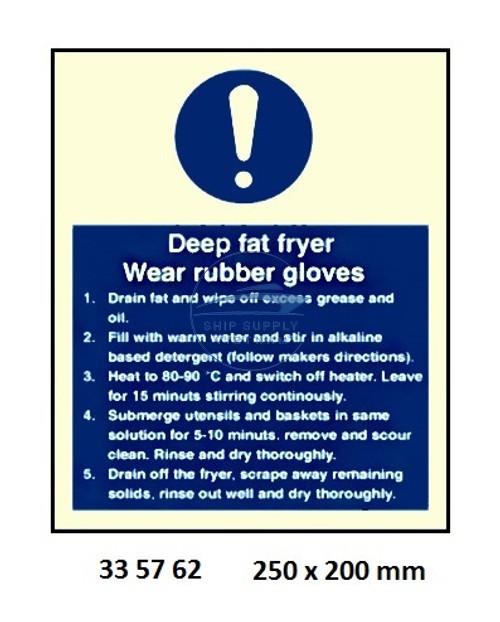 Deep fat fryer
Wear rubber gloves
1. Drain fat and wipe off excess grease and
oil.
2. Fill with warm water and stir in alkaline
based detergent (follow makers directions).
3. Heat to 80-90 °C and switch off heater. Leave
for 15 minuts stirring continously.
4. Submerge utensils and baskets in same
solution for 5-10 minuts. remove and scour
clean. Rinse and dry thoroughly.
5. Drain off the fryer, scrape away remaining
solids, rinse out well and dry thoroughly.
SHIP SUPPLY
33 57 62 250 x 200 mm